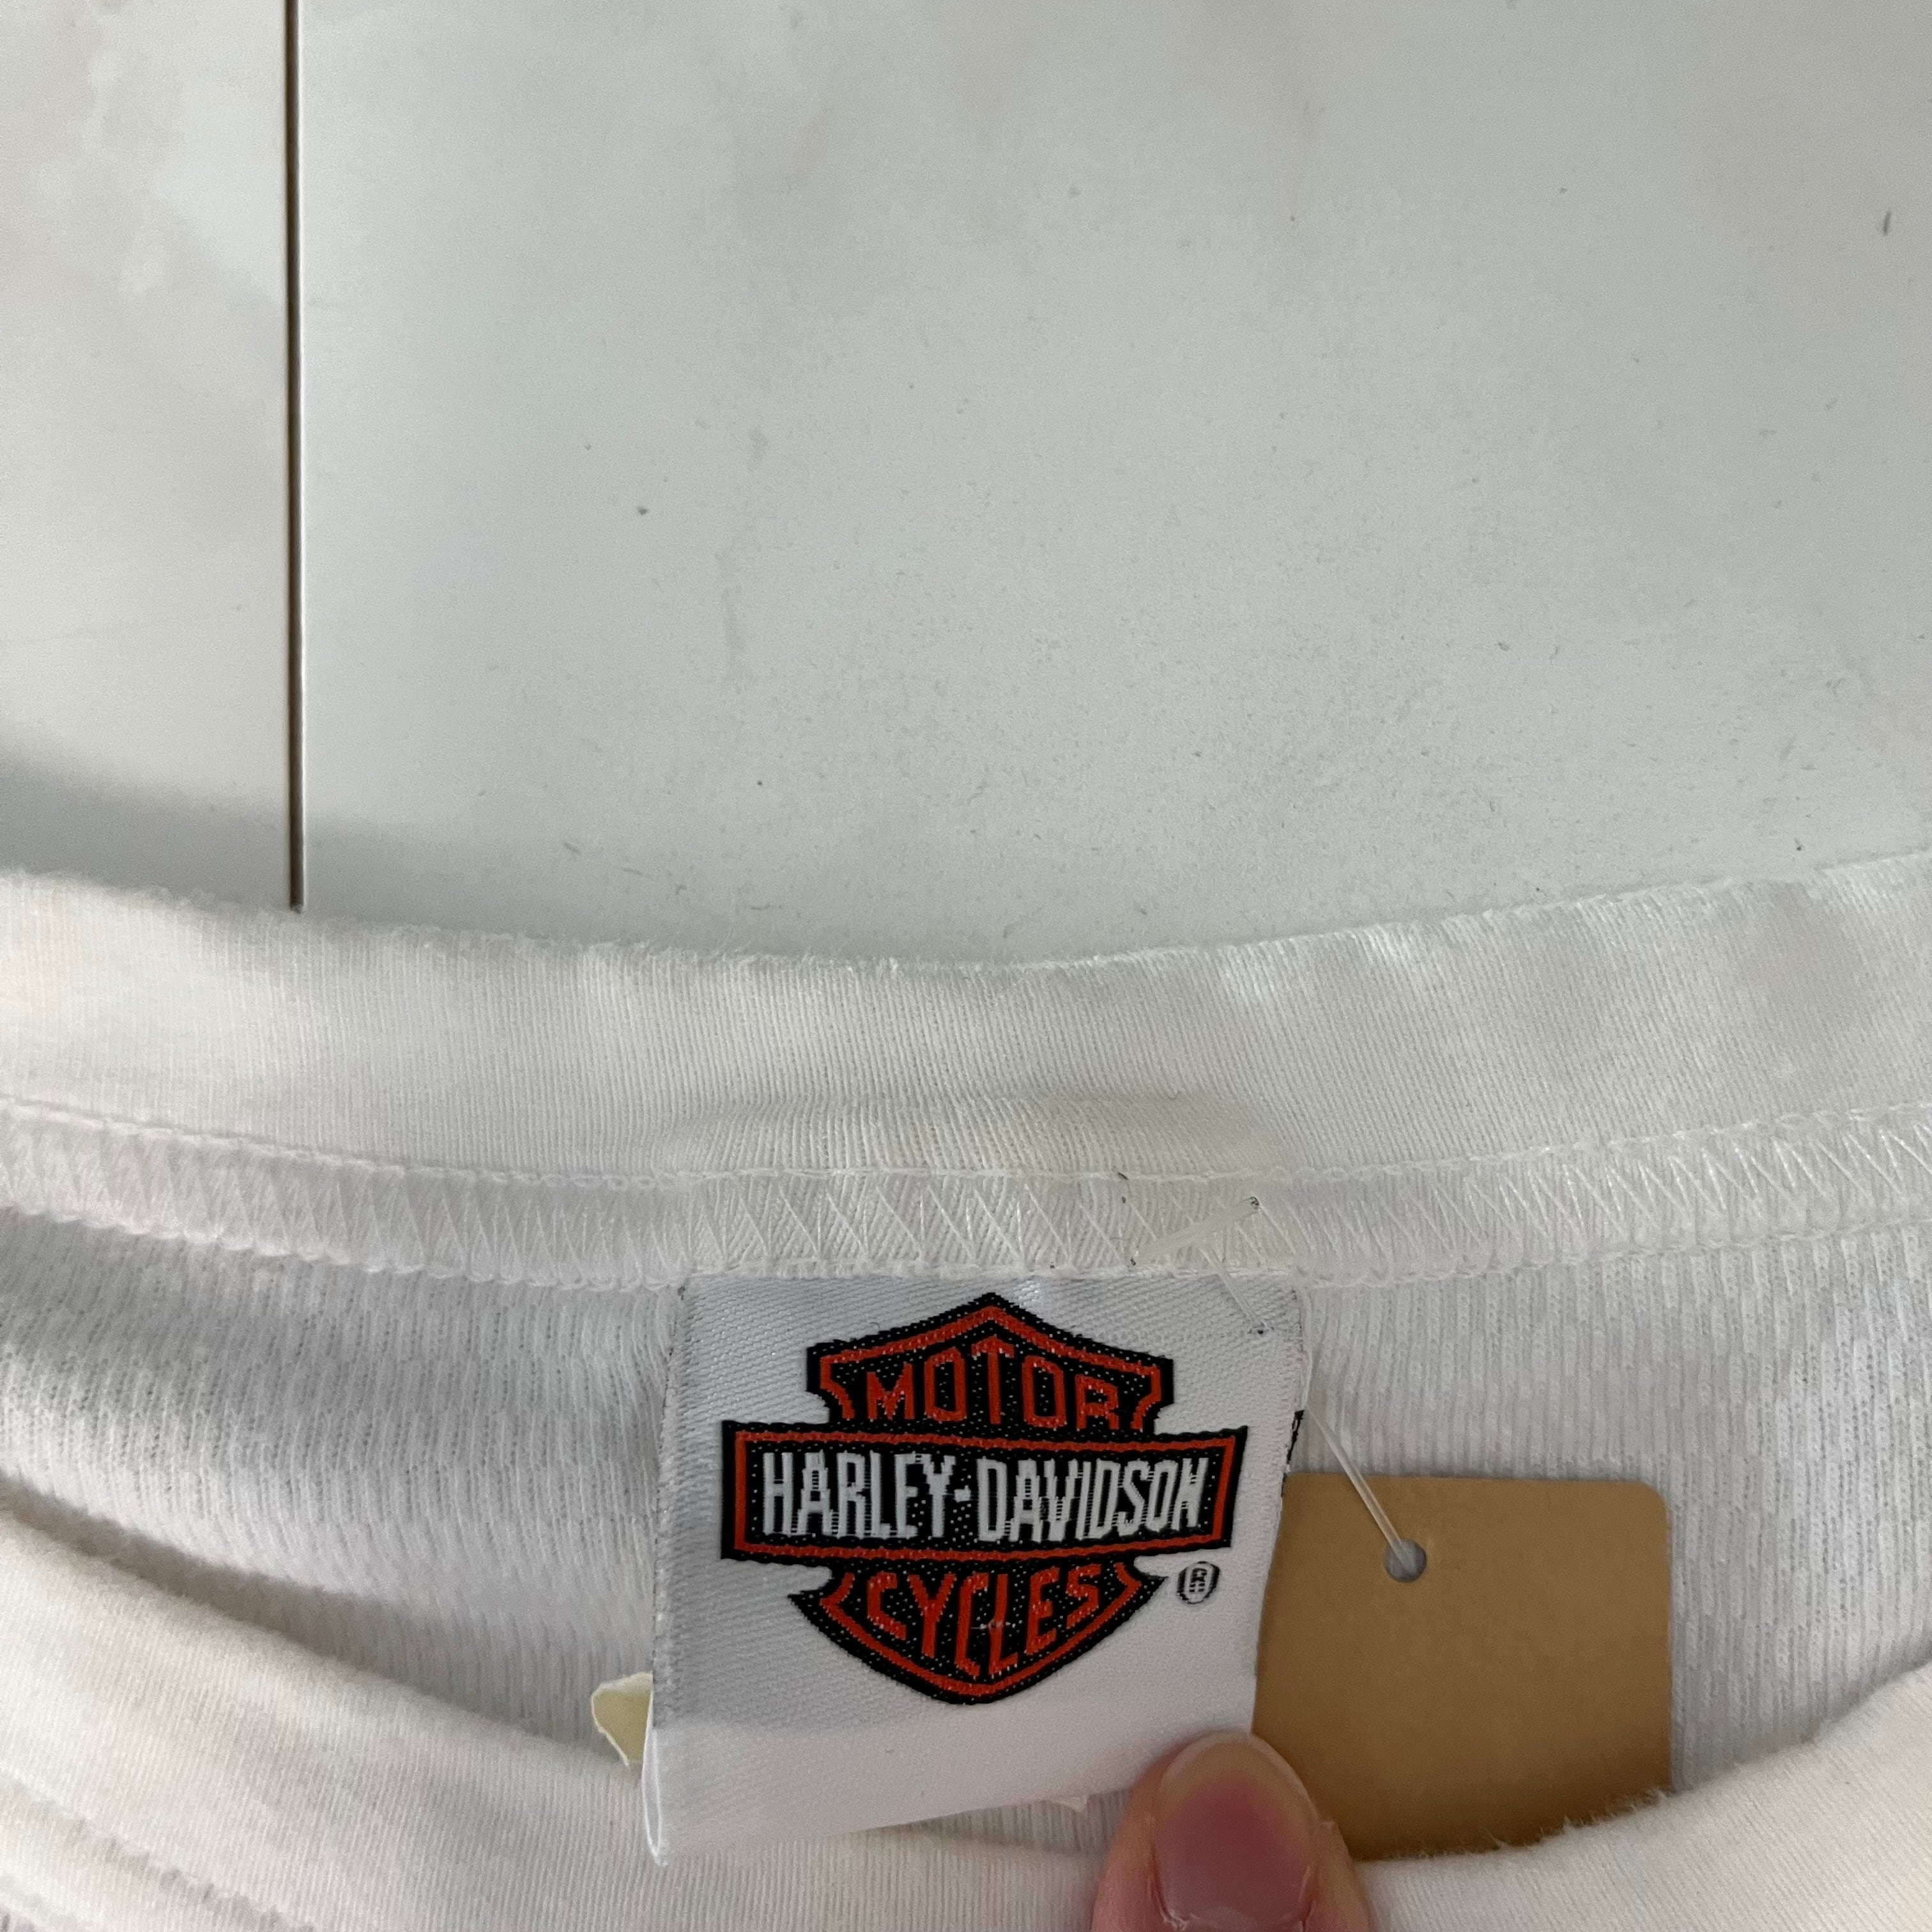 MOTOR
HARLEY-DAVIDSON
CYCLES
®